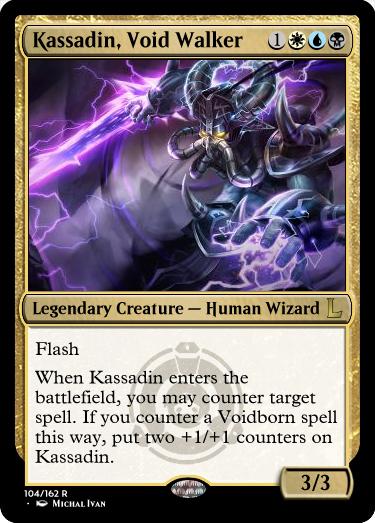 Kassadin, Void Walker 1
Legendary Creature — Human Wizard L
Flash
When Kassadin enters the
battlefield, you may counter target
spell. If you counter a Voidborn spell
this way, put two +1/+1 counters on
Kassadin.
3/3
104/162 R
· Michal Ivan